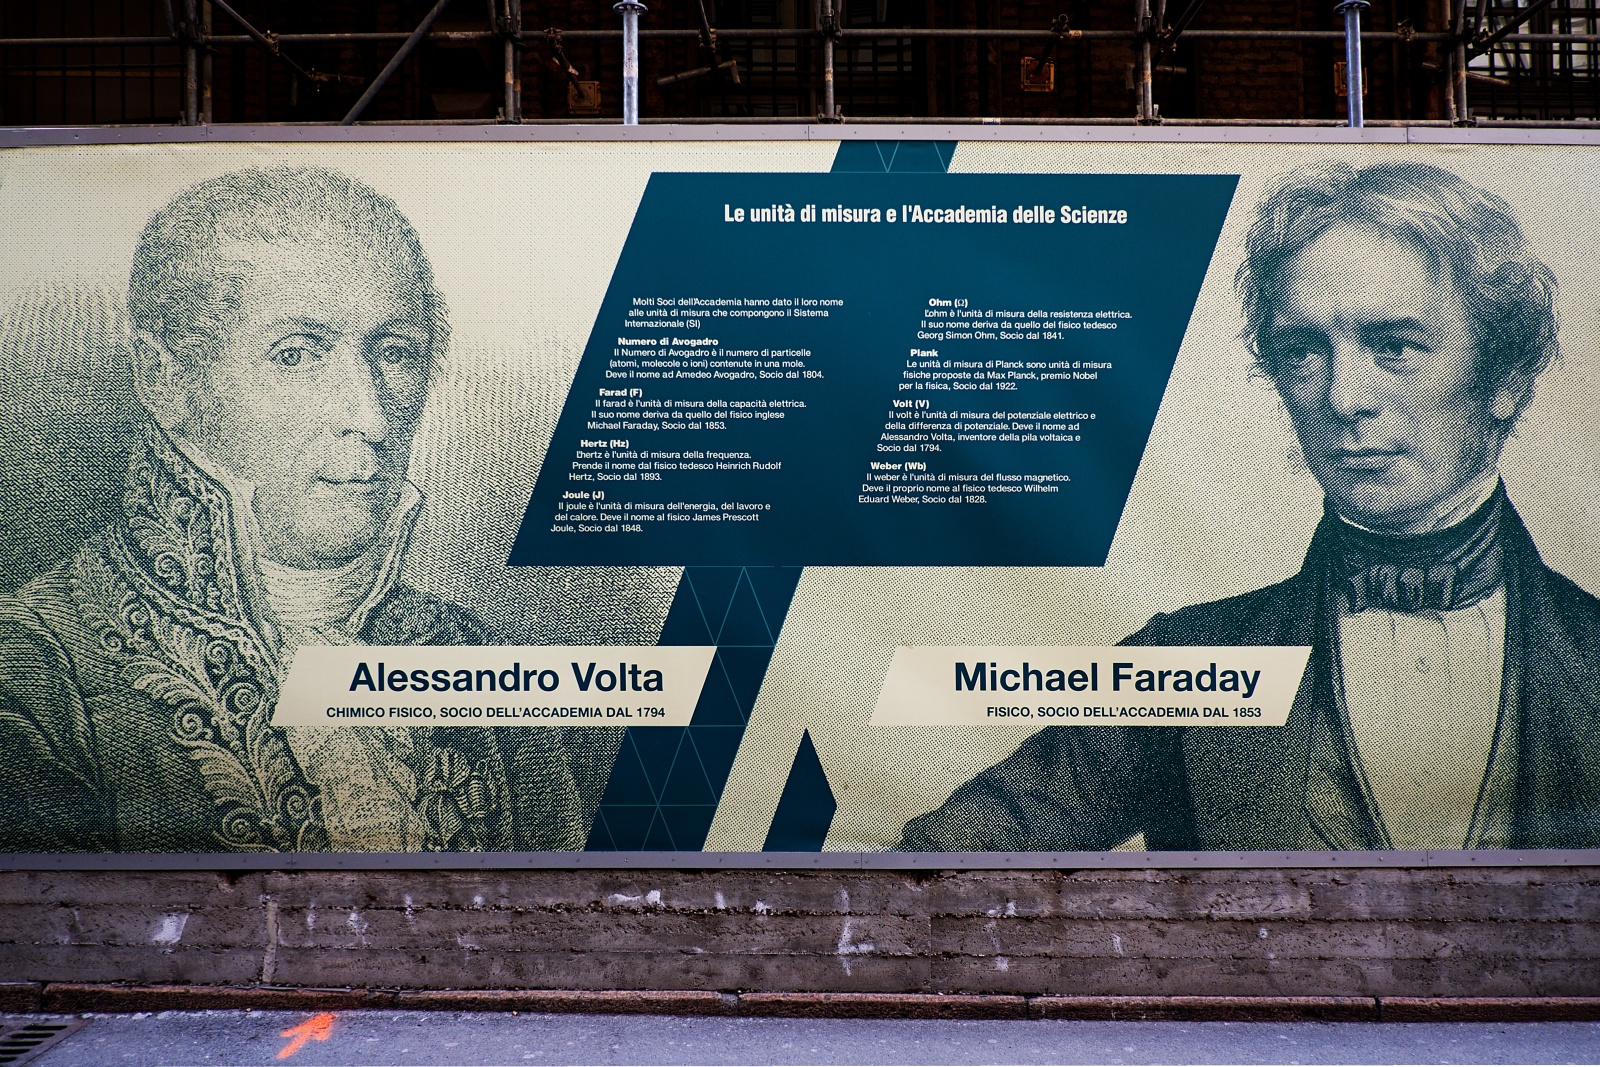 Le unità di misura e l'Accademia delle Scienze
Molti Soci dell'Accademia hanno dato il loro nome
alle unità di misura che compongono il Sistema
Internazionale (SI)
Numero di Avogadro
Il Numero di Avogadro è il numero di particelle
(atomi, molecole o ioni) contenute in una mole.
Deve il nome ad Amedeo Avogadro, Socio dal 1804.
Farad (F)
Il farad è l'unità di misura della capacità elettrica.
Il suo nome deriva da quello del fisico inglese
Michael Faraday, Socio dal 1853.
Hertz (Hz)
L'hertz è l'unità di misura della frequenza.
Prende il nome dal fisico tedesco Heinrich Rudolf
Hertz, Socio dal 1893.
Joule (J)
Il joule è l'unità di misura dell'energia, del lavoro e
del calore. Deve il nome al fisico James Prescott
Joule, Socio dal 1848.
Ohm (Ω)
L'ohm è l'unità di misura della resistenza elettrica.
Il suo nome deriva da quello del fisico tedesco
Georg Simon Ohm, Socio dal 1841.
Plank
Le unità di misura di Planck sono unità di misura
fisiche proposte da Max Planck, premio Nobel
per la fisica, Socio dal 1922.
Volt (V)
Il volt è l'unità di misura del potenziale elettrico e
della differenza di potenziale. Deve il nome ad
Alessandro Volta, inventore della pila voltaica e
Socio dal 1794.
Weber (Wb)
Il weber è l'unità di misura del flusso magnetico.
Deve il proprio nome al fisico tedesco Wilhelm
Eduard Weber, Socio dal 1828.
Alessandro Volta
CHIMICO FISICO, SOCIO DELL'ACCADEMIA DAL 1794
Michael Faraday
FISICO, SOCIO DELL'ACCADEMIA DAL 1853